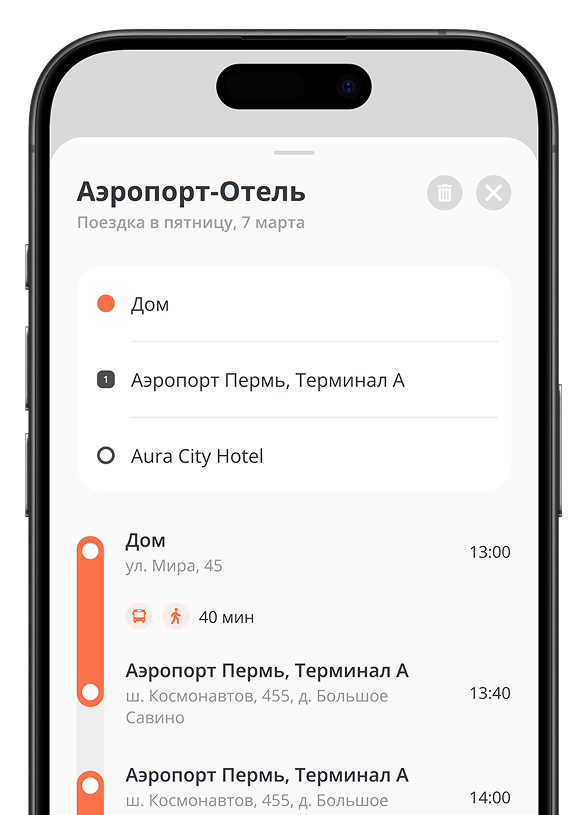 Аэропорт-Отель
Поездка в пятницу, 7 марта
Дом
1
Аэропорт Пермь, Терминал А
Aura City Hotel
Дом
13:00
ул. Мира, 45
40 мин
Аэропорт Пермь, Терминал А
ш. Космонавтов, 455, д. Большое
13:40
Савино
Аэропорт Пермь, Терминал А
14:00
ш. Космонавтов, 455, д. Большое